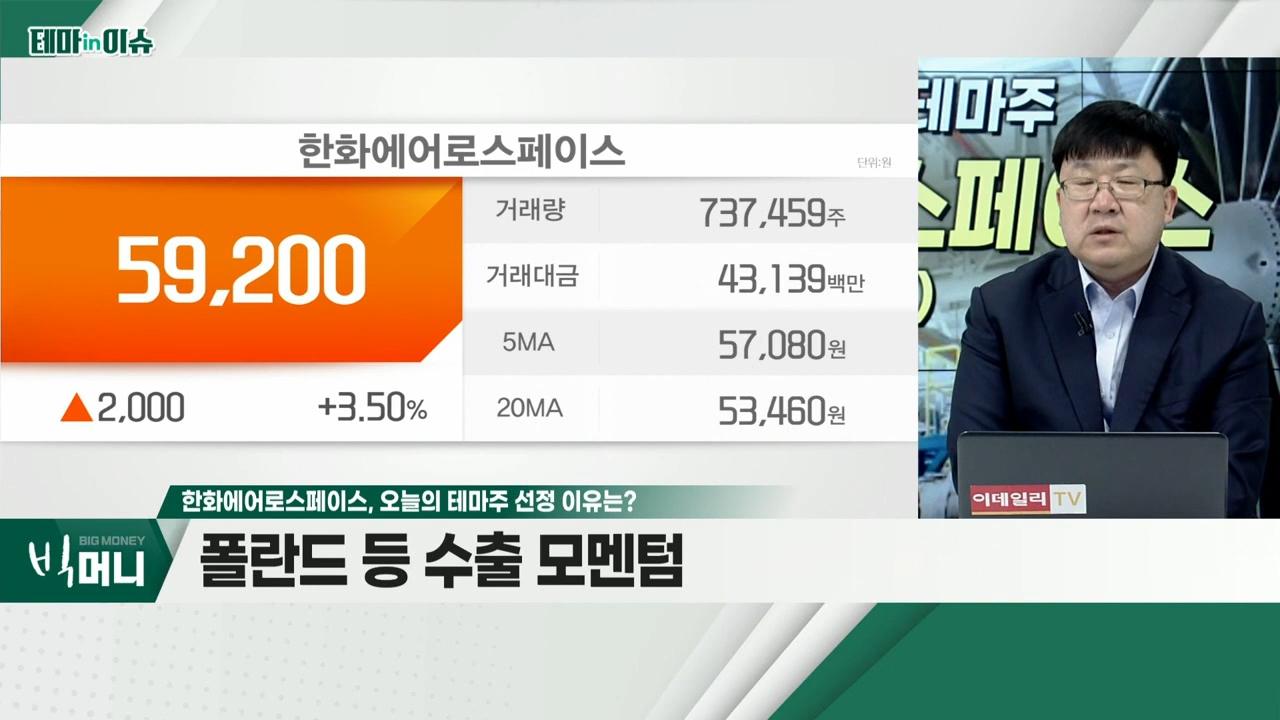 테마in이슈
한화에어로스페이스
단위:원
59,200
▲2,000 +3.50%
거래량 737,459주
거래대금 43,139백만
5MA 57,080원
20MA 53,460원
테마주
스페이스
)
이데일리TV
한화에어로스페이스, 오늘의 테마주 선정 이유는?
BIG MONEY
빅머니
폴란드 등 수출 모멘텀